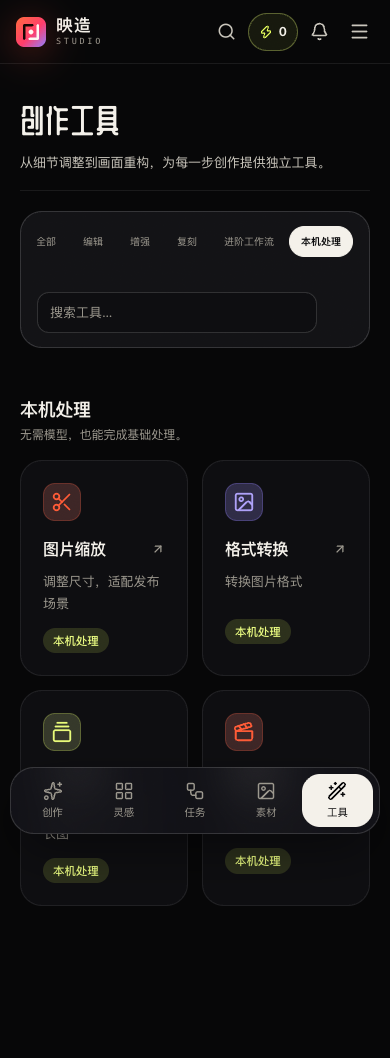 映造
STUDIO
0
创作工具
从细节调整到画面重构，为每一步创作提供独立工具。
全部
编辑
增强
复刻
进阶工作流
本机处理
搜索工具...
本机处理
无需模型，也能完成基础处理。
图片缩放
格式转换
调整尺寸，适配发布
场景
转换图片格式
本机处理
本机处理
创作
灵感
任务
素材
工具
长图
本机处理
本机处理